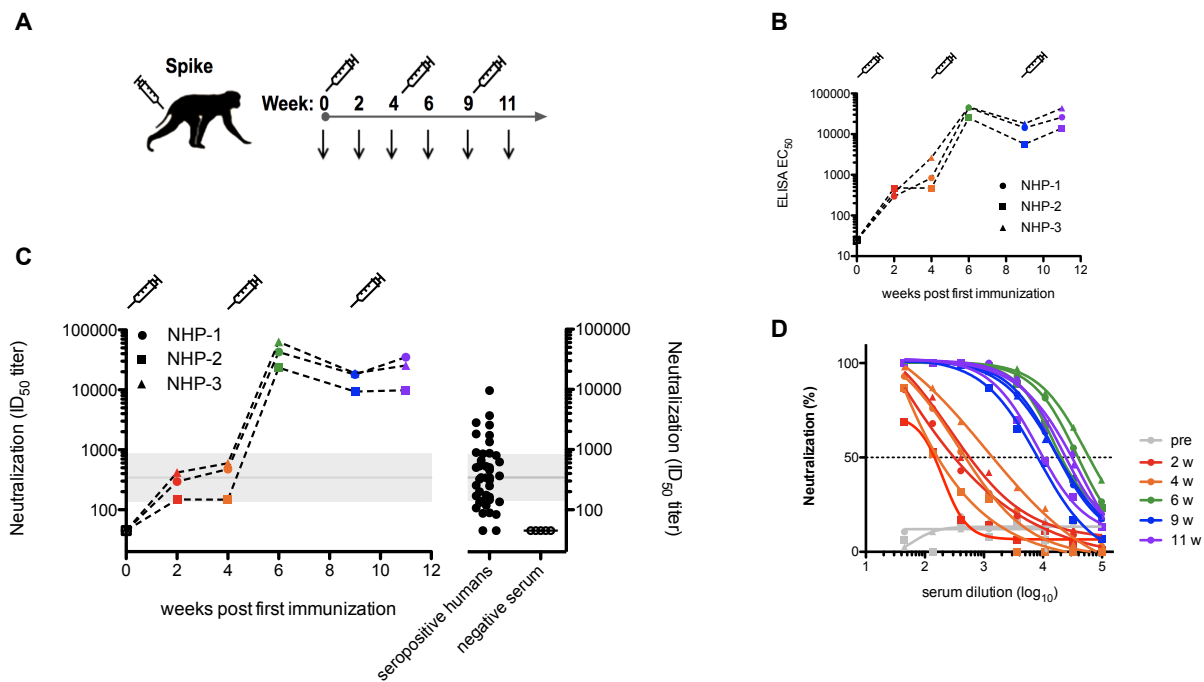 A
Spike
Week: 0 2 4 6 9 11
B
ELISA EC50
100000
10000
1000
100
10
0 2 4 6 8 10 12
weeks post first immunization
NHP-1
NHP-2
NHP-3
C
Neutralization (ID50 titer)
100000
10000
1000
100
0 2 4 6 8 10 12
weeks post first immunization
NHP-1
NHP-2
NHP-3
100000
10000
1000
100
Neutralization (ID50 titer)
seropositive humans
negative serum
D
Neutralization (%)
100
50
0
1 2 3 4 5
serum dilution (log10)
pre
2 w
4 w
6 w
9 w
11 w